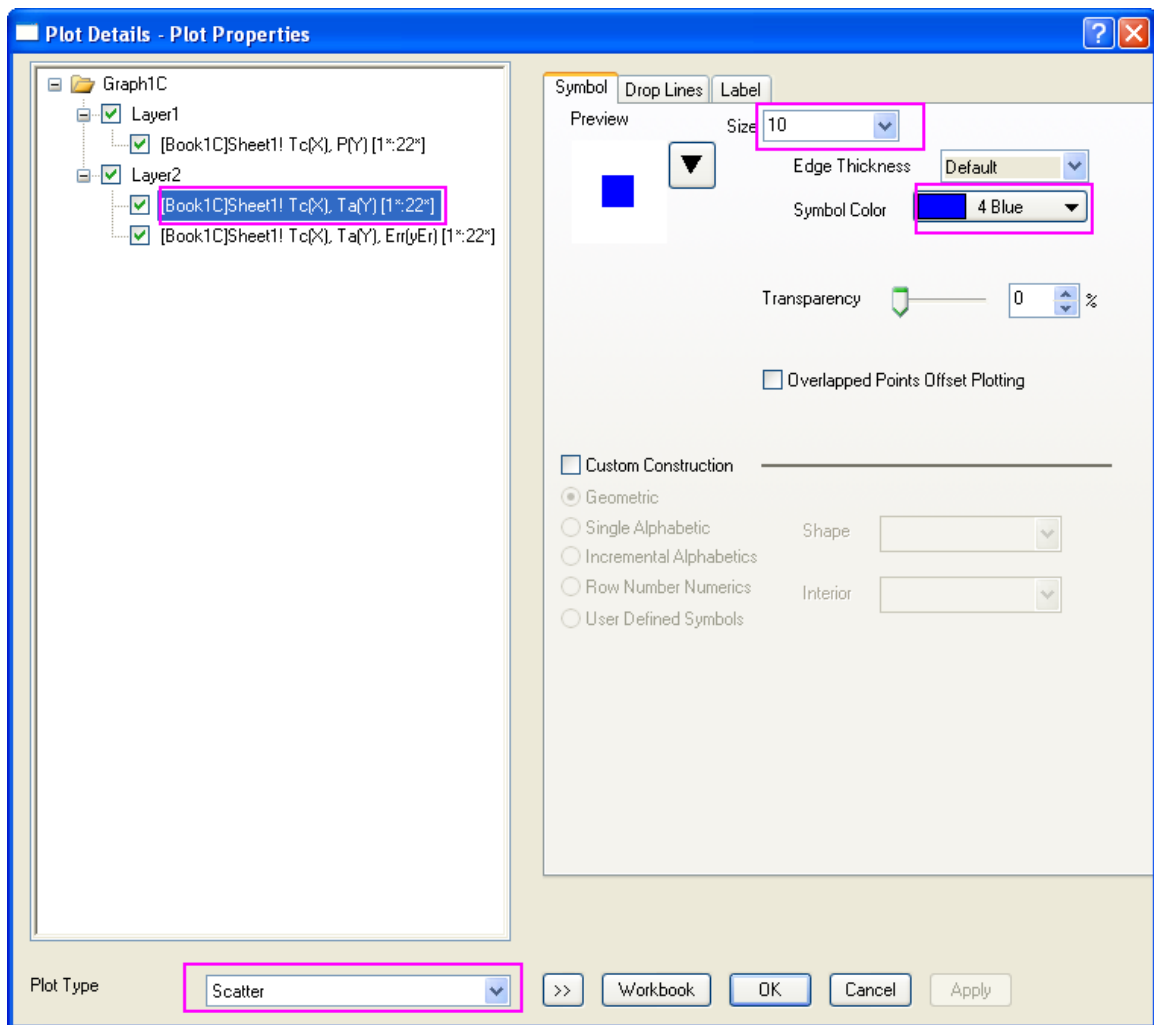 Plot Details - Plot Properties
Graph1C
Layer1
[Book1C]Sheet1! Tc(X), P(Y) [1*:22*]
Layer2
[Book1C]Sheet1! Tc(X), Ta(Y) [1*:22*]
[Book1C]Sheet1! Tc(X), Ta(Y), Err(yEr) [1*:22*]
Symbol
Drop Lines
Label
Preview
Size 10
Edge Thickness Default
Symbol Color 4 Blue
Transparency 0 %
Overlapped Points Offset Plotting
Custom Construction
Geometric
Single Alphabetic
Shape
Incremental Alphabetics
Row Number Numerics
Interior
User Defined Symbols
Plot Type Scatter
>> Workbook OK Cancel Apply